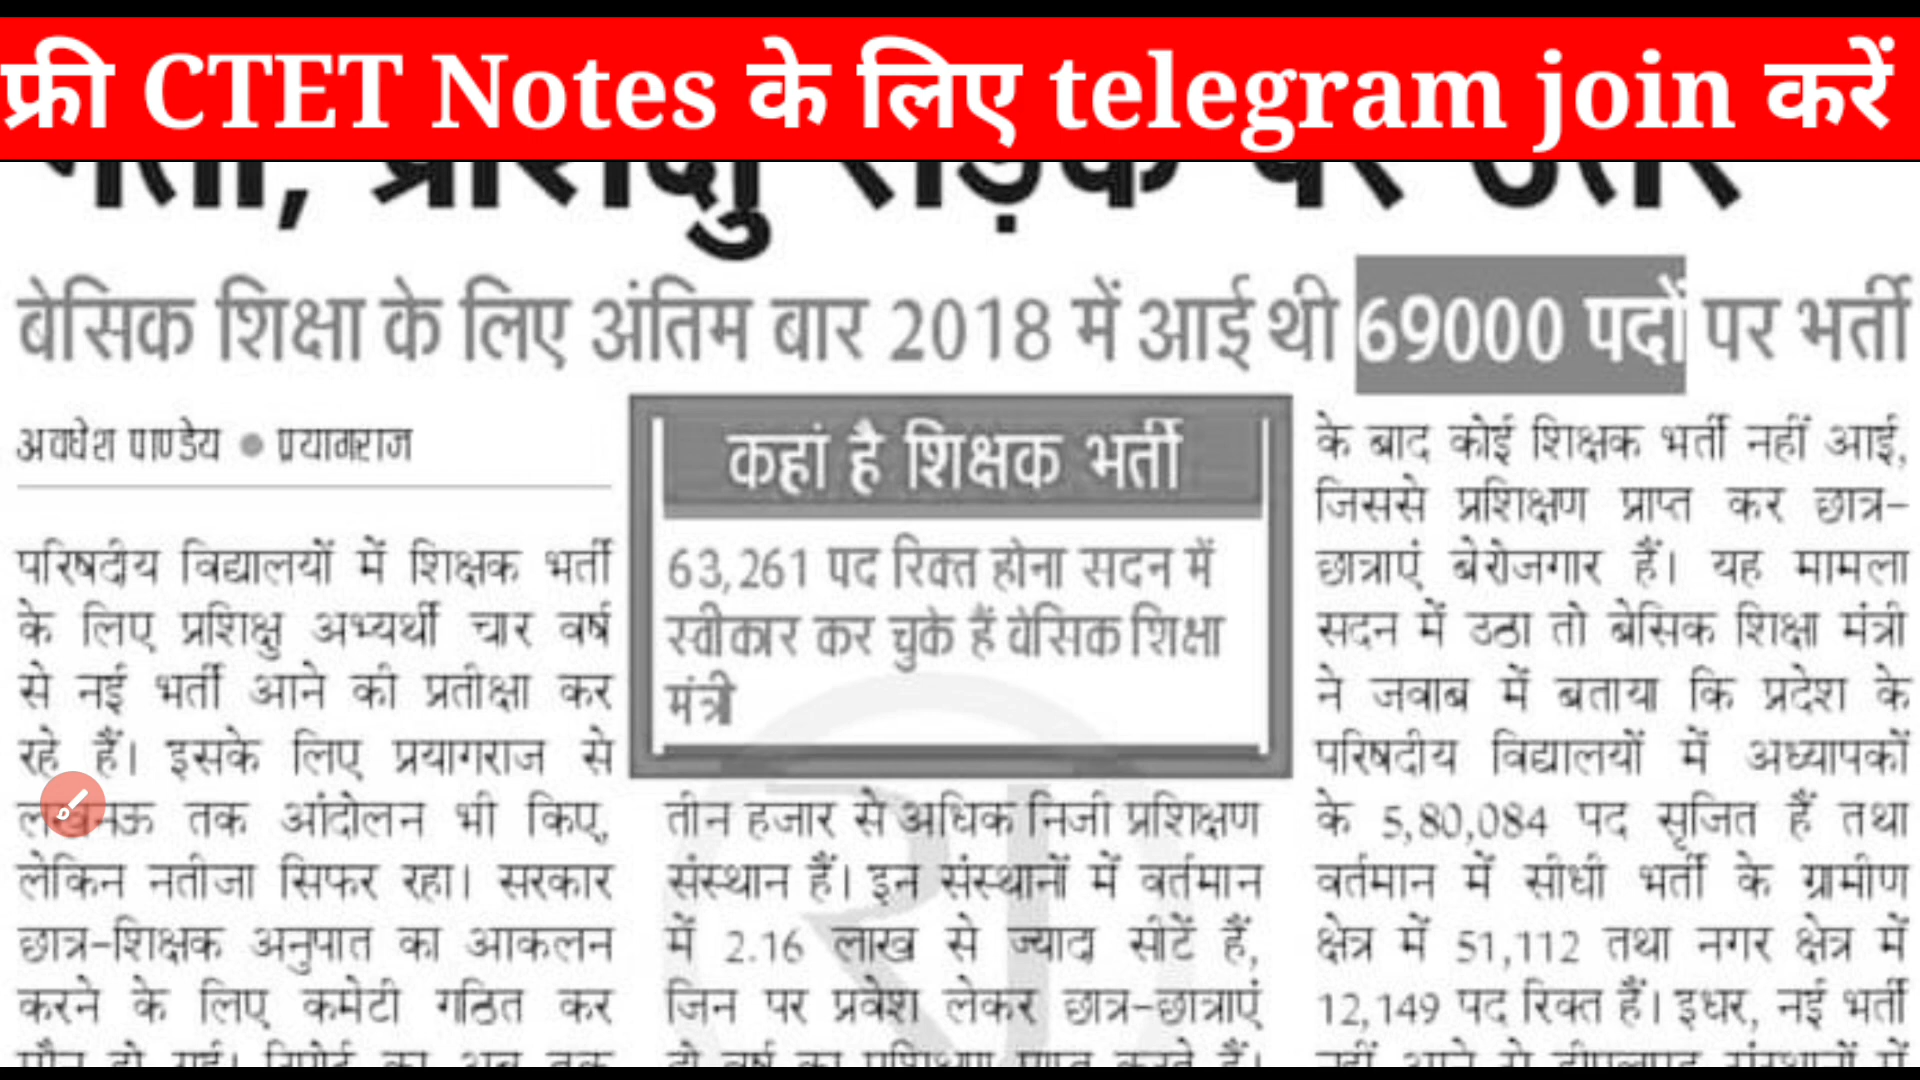 फ्री CTET Notes के लिए telegram join करें
बेसिक शिक्षा के लिए अंतिम बार 2018 में आई थी 69000 पदों पर भर्ती
अवधेश पाण्डेय ● प्रयागराज
परिषदीय विद्यालयों में शिक्षक भर्ती
के लिए प्रशिक्षु अभ्यर्थी चार वर्ष
से नई भर्ती आने की प्रतीक्षा कर
रहे हैं। इसके लिए प्रयागराज से
लखनऊ तक आंदोलन भी किए,
लेकिन नतीजा सिफर रहा। सरकार
छात्र-शिक्षक अनुपात का आकलन
करने के लिए कमेटी गठित कर
कहां है शिक्षक भर्ती
63,261 पद रिक्त होना सदन में
स्वीकार कर चुके हैं बेसिक शिक्षा
मंत्री
तीन हजार से अधिक निजी प्रशिक्षण
संस्थान हैं। इन संस्थानों में वर्तमान
में 2.16 लाख से ज्यादा सीटें हैं,
जिन पर प्रवेश लेकर छात्र-छात्राएं
के बाद कोई शिक्षक भर्ती नहीं आई,
जिससे प्रशिक्षण प्राप्त कर छात्र-
छात्राएं बेरोजगार हैं। यह मामला
सदन में उठा तो बेसिक शिक्षा मंत्री
ने जवाब में बताया कि प्रदेश के
परिषदीय विद्यालयों में अध्यापकों
के 5,80,084 पद सृजित हैं तथा
वर्तमान में सीधी भर्ती के ग्रामीण
क्षेत्र में 51,112 तथा नगर क्षेत्र में
12,149 पद रिक्त हैं। इधर, नई भर्ती